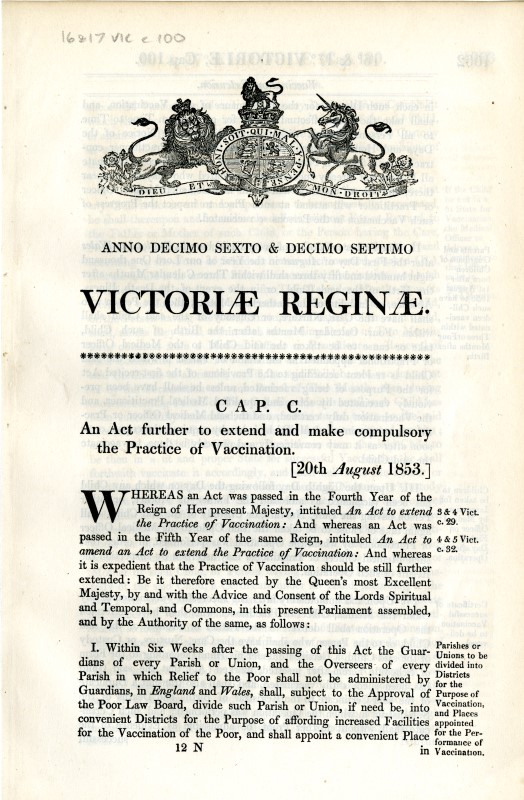 16 & 17 VIC c 100
HONI·SOIT·QUI·MAL·Y·PENSE
DIEU ET MON DROIT
ANNO DECIMO SEXTO & DECIMO SEPTIMO
VICTORIÆ REGINÆ.
CAP. C.
An Act further to extend and make compulsory
the Practice of Vaccination.
[20th August 1853.]
WHEREAS an Act was passed in the Fourth Year of the
Reign of Her present Majesty, intituled An Act to extend
the Practice of Vaccination: And whereas an Act was
passed in the Fifth Year of the same Reign, intituled An Act to
amend an Act to extend the Practice of Vaccination: And whereas
it is expedient that the Practice of Vaccination should be still further
extended: Be it therefore enacted by the Queen's most Excellent
Majesty, by and with the Advice and Consent of the Lords Spiritual
and Temporal, and Commons, in this present Parliament assembled,
and by the Authority of the same, as follows:
3 & 4 Vict.
c. 29.
4 & 5 Vict.
c. 32.
I. Within Six Weeks after the passing of this Act the Guar-
dians of every Parish or Union, and the Overseers of every
Parish in which Relief to the Poor shall not be administered by
Guardians, in England and Wales, shall, subject to the Approval of
the Poor Law Board, divide such Parish or Union, if need be, into
convenient Districts for the Purpose of affording increased Facilities
for the Vaccination of the Poor, and shall appoint a convenient Place
12 N in
Parishes or
Unions to be
divided into
Districts
for the
Purpose of
Vaccination,
and Places
appointed
for the Per-
formance of
Vaccination.